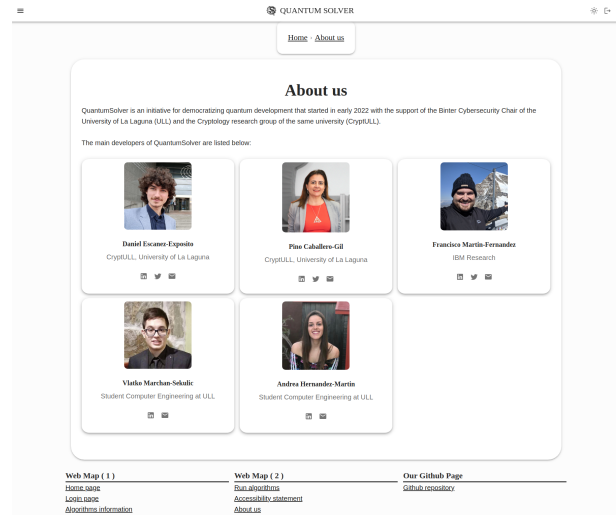 QUANTUM SOLVER
Home · About us
About us
QuantumSolver is an initiative for democratizing quantum development that started in early 2022 with the support of the Binter Cybersecurity Chair of the
University of La Laguna (ULL) and the Cryptology research group of the same university (CryptULL).
The main developers of QuantumSolver are listed below:
Daniel Escanez-Exposito
CryptULL, University of La Laguna
Pino Caballero-Gil
CryptULL, University of La Laguna
Francisco Martin-Fernandez
IBM Research
Vlatko Marchan-Sekulic
Student Computer Engineering at ULL
Andrea Hernandez-Martin
Student Computer Engineering at ULL
Web Map ( 1 )
Home page
Login page
Algorithms information
Web Map ( 2 )
Run algorithms
Accessibility statement
About us
Our Github Page
Github repository